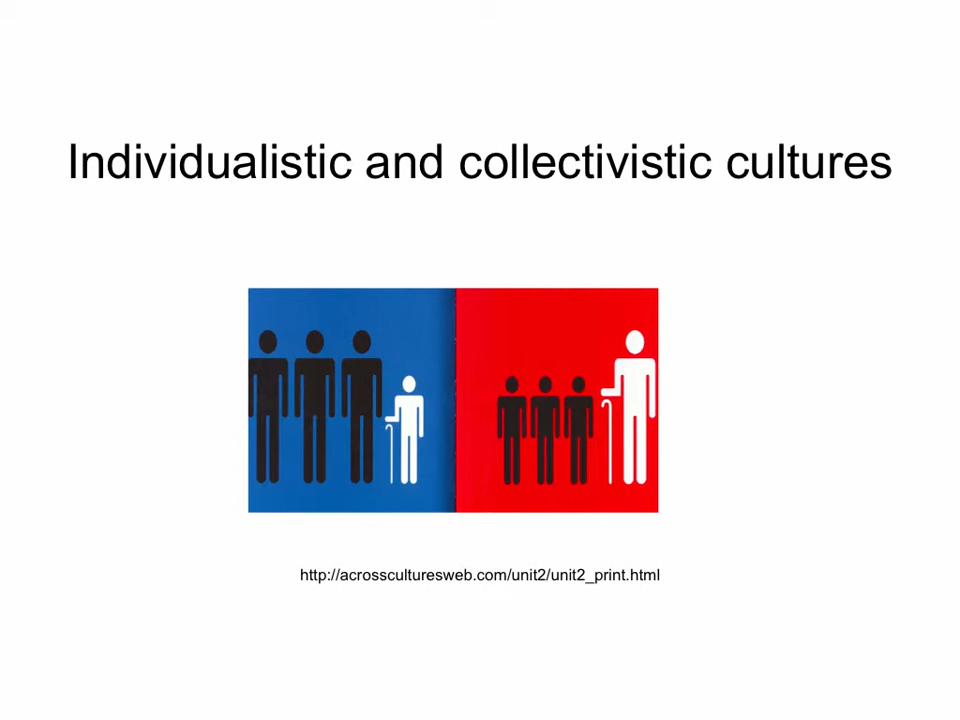 Individualistic and collectivistic cultures
http://acrossculturesweb.com/unit2/unit2_print.html